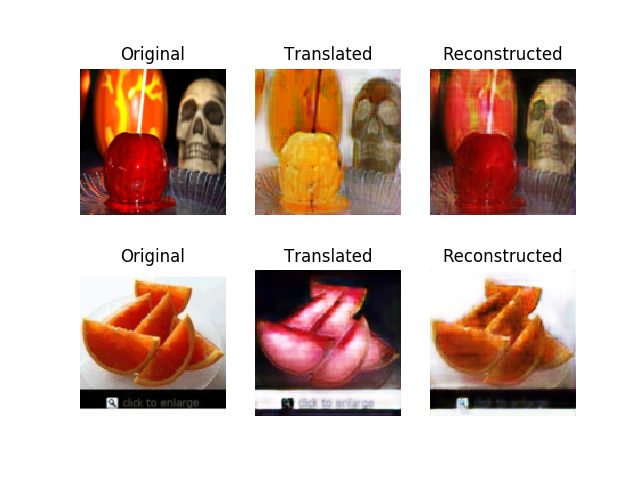 Original Translated Reconstructed
Original Translated Reconstructed
click to enlarge click to enlarge click to enlarge